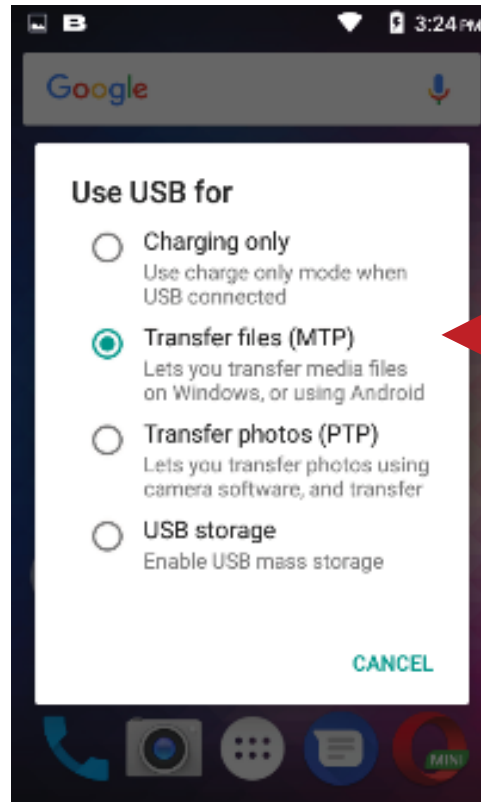 3:24 PM
Google
Use USB for
Charging only
Use charge only mode when
USB connected
Transfer files (MTP)
Lets you transfer media files
on Windows, or using Android
Transfer photos (PTP)
Lets you transfer photos using
camera software, and transfer
USB storage
Enable USB mass storage
CANCEL
MINI